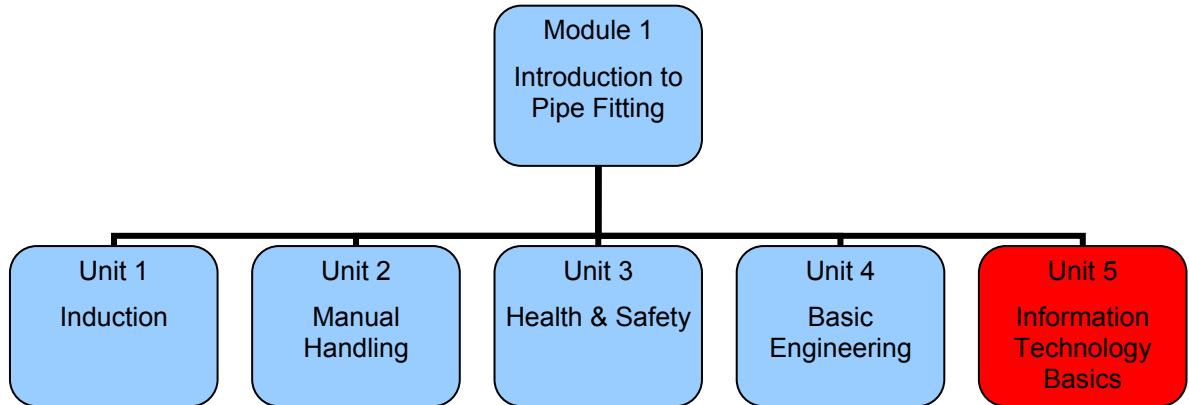 Module 1
Introduction to
Pipe Fitting
Unit 1
Induction
Unit 2
Manual
Handling
Unit 3
Health & Safety
Unit 4
Basic
Engineering
Unit 5
Information
Technology
Basics